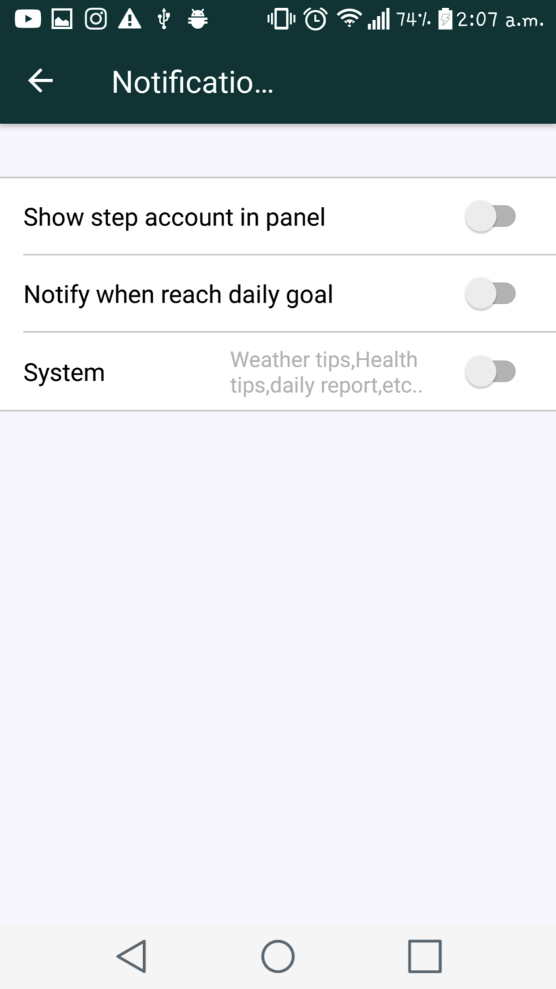 74% 2:07 a.m.
Notificatio...
Show step account in panel
Notify when reach daily goal
System
Weather tips,Health
tips,daily report,etc..